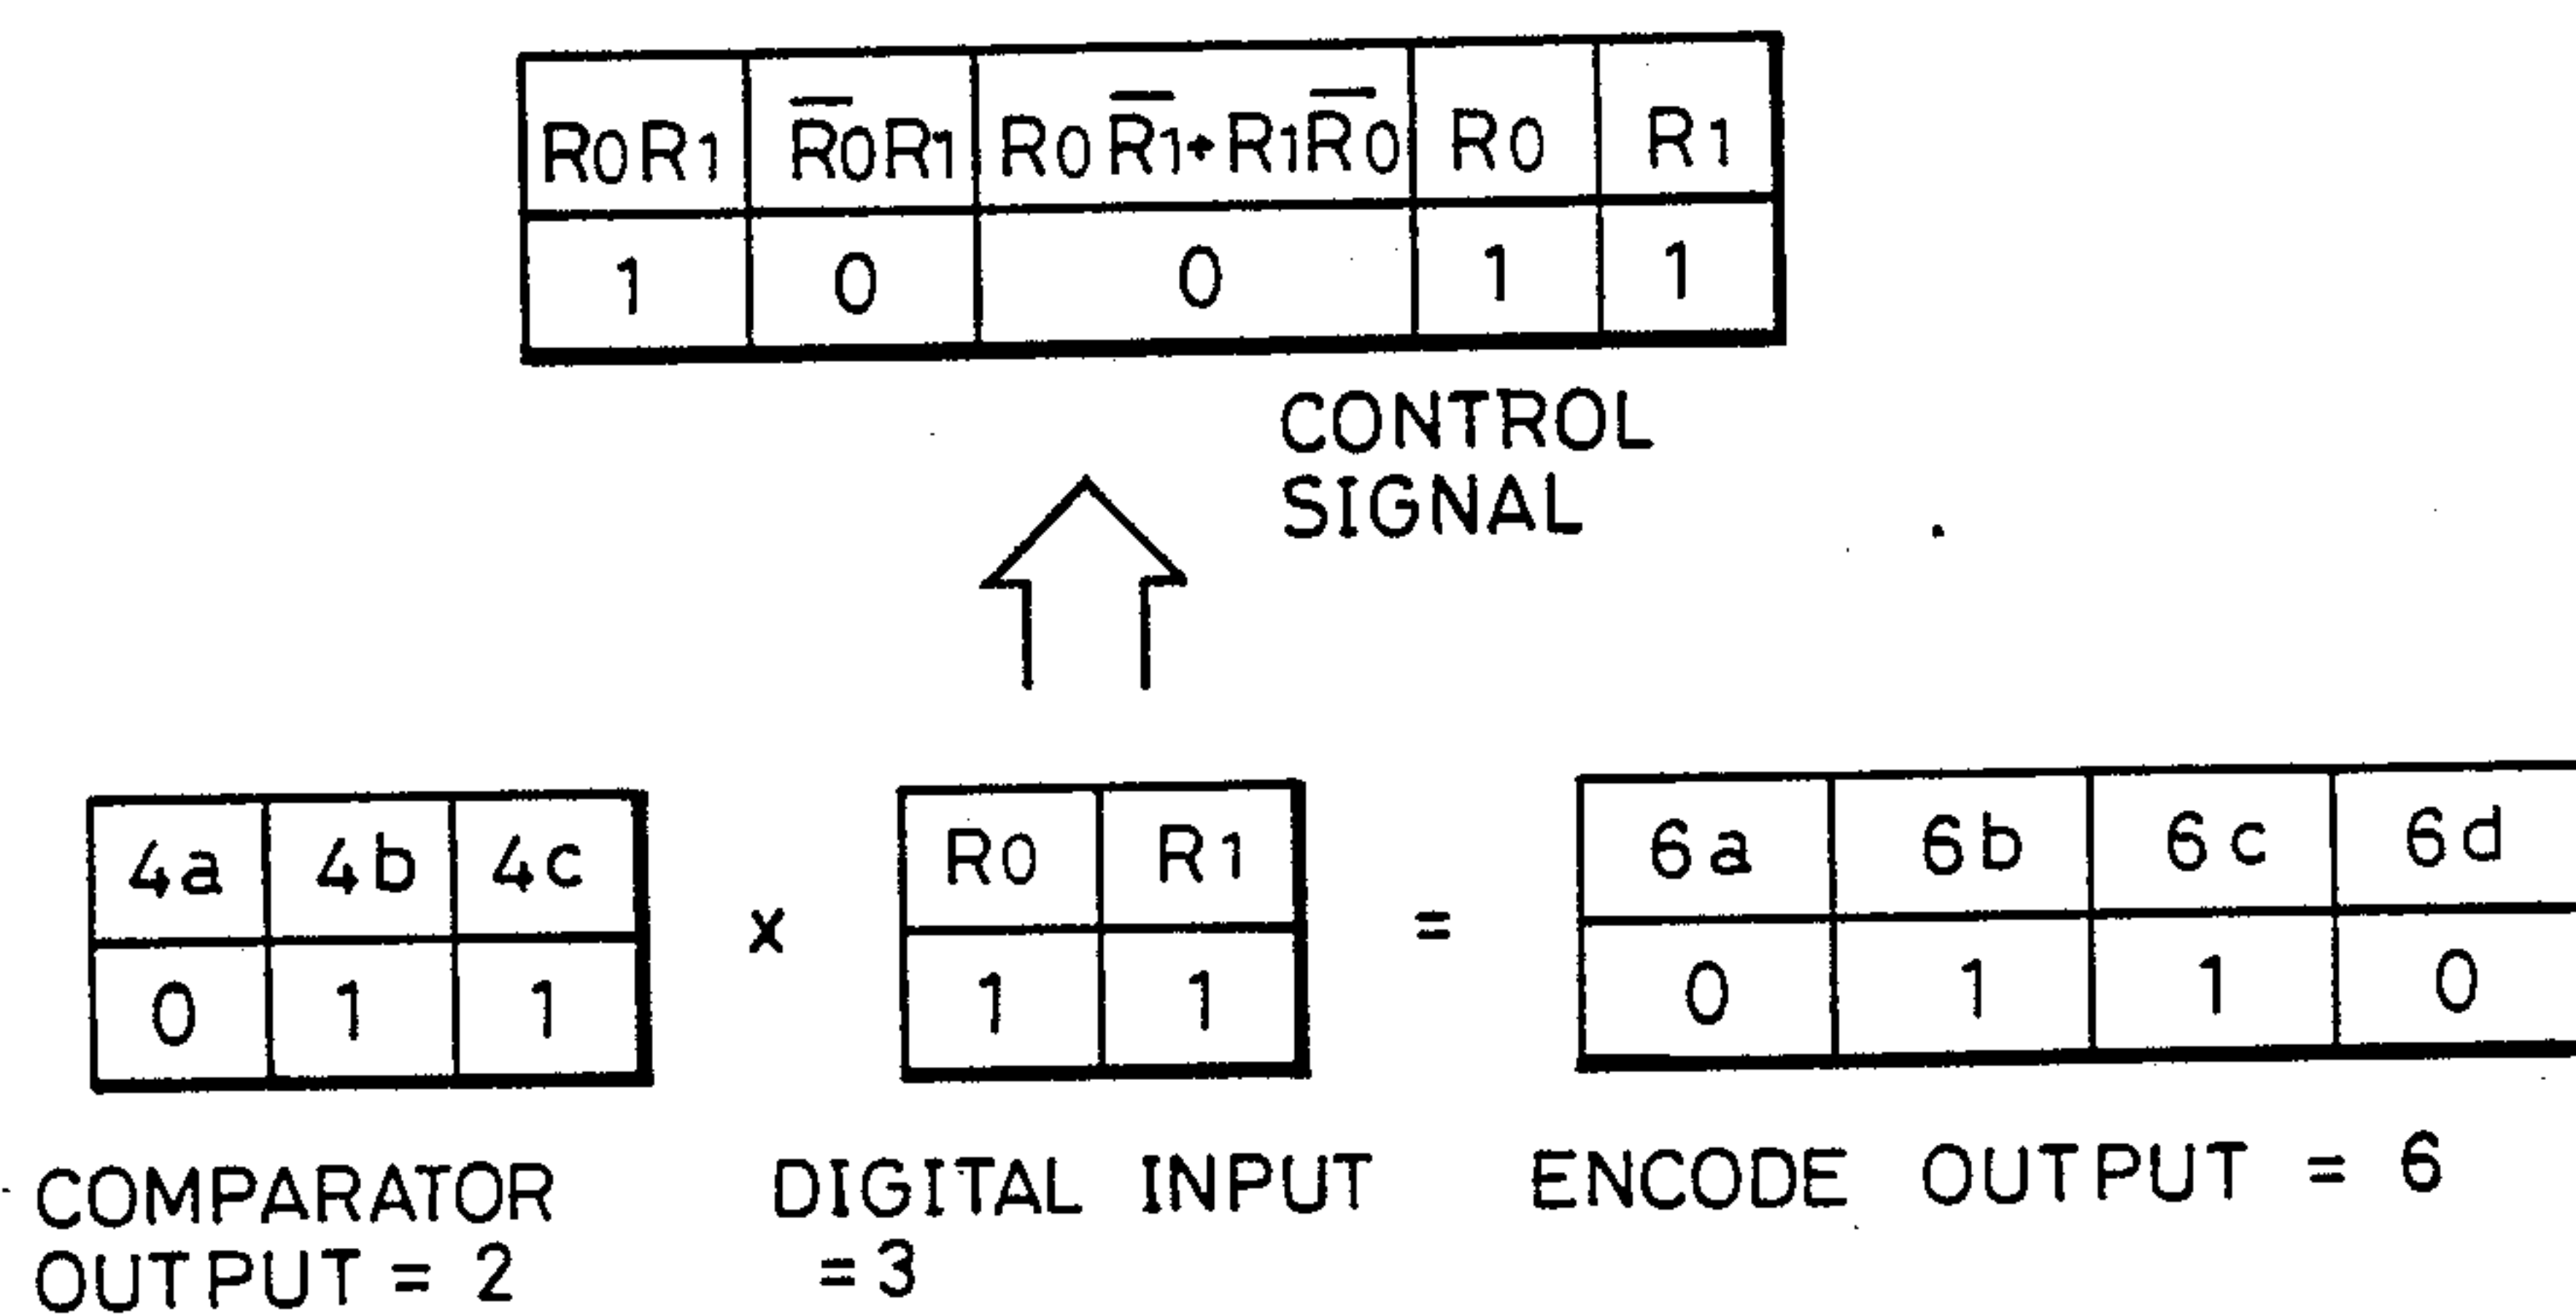 R0R1 R̅0R1 R0R̅1+R1R̅0 R0 R1
1 0 0 1 1
CONTROL
SIGNAL
4a 4b 4c x R0 R1 = 6a 6b 6c 6d
0 1 1 1 1 0 1 1 0
COMPARATOR
OUTPUT = 2
DIGITAL INPUT
=3
ENCODE OUTPUT = 6